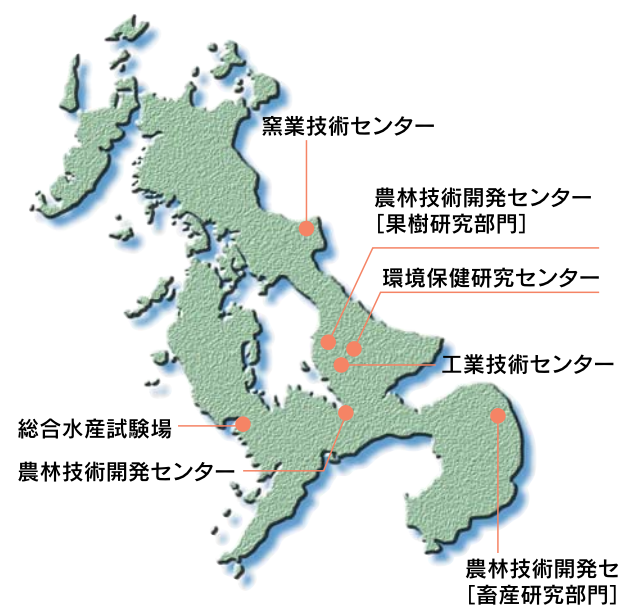 窯業技術センター
農林技術開発センター
[果樹研究部門]
環境保健研究センター
工業技術センター
総合水産試験場
農林技術開発センター
農林技術開発セ
[畜産研究部門]